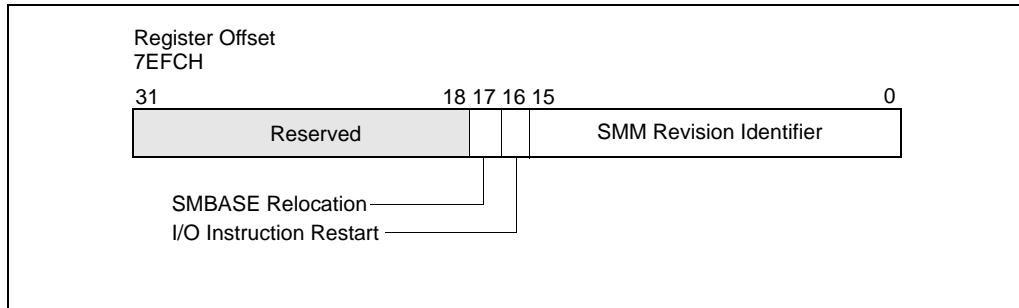 Register Offset
7EFCH
31 18 17 16 15 0
Reserved SMM Revision Identifier
SMBASE Relocation
I/O Instruction Restart